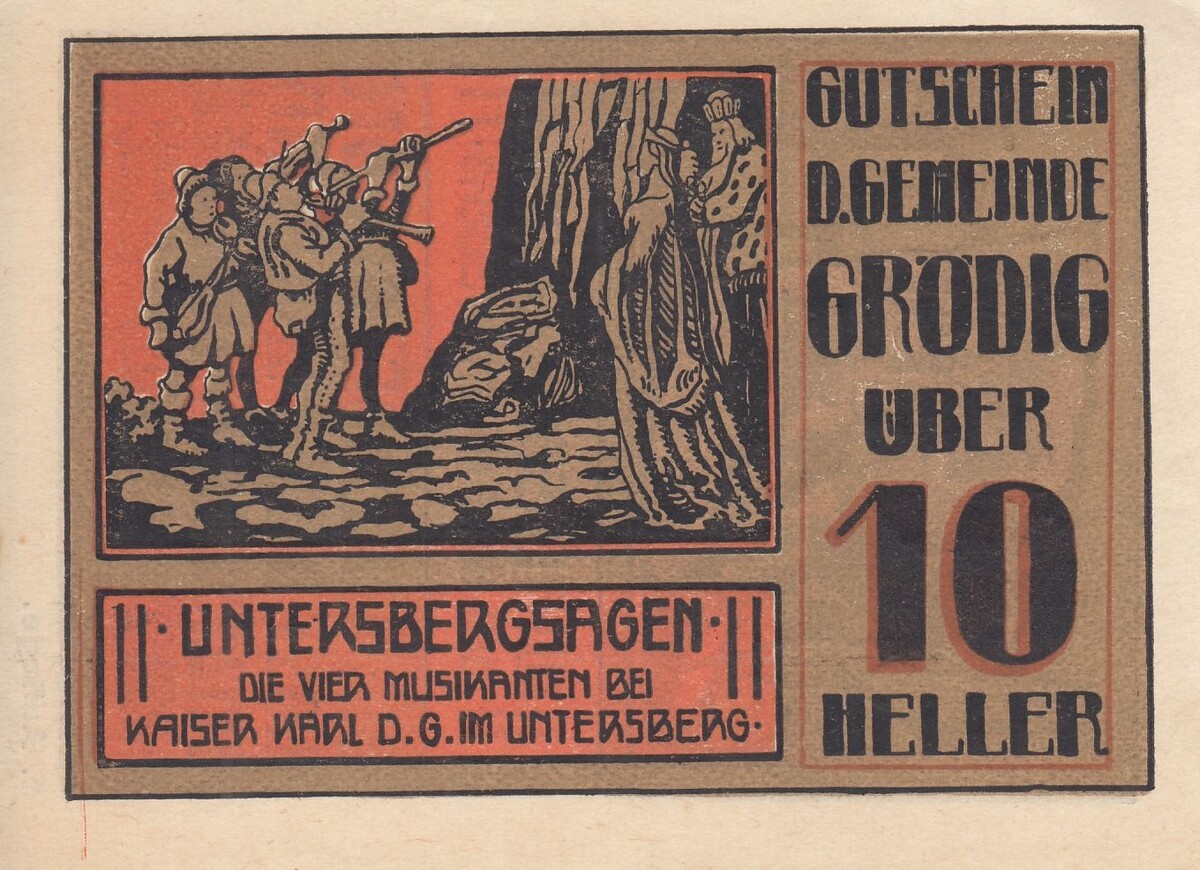 GUTSCHEIN
D. GEMEINDE
GRÖDIG
ÜBER
10
HELLER
UNTERSBERGSAGEN
DIE VIER MUSIKANTEN BEI
KAISER KARL D. G. IM UNTERSBERG.